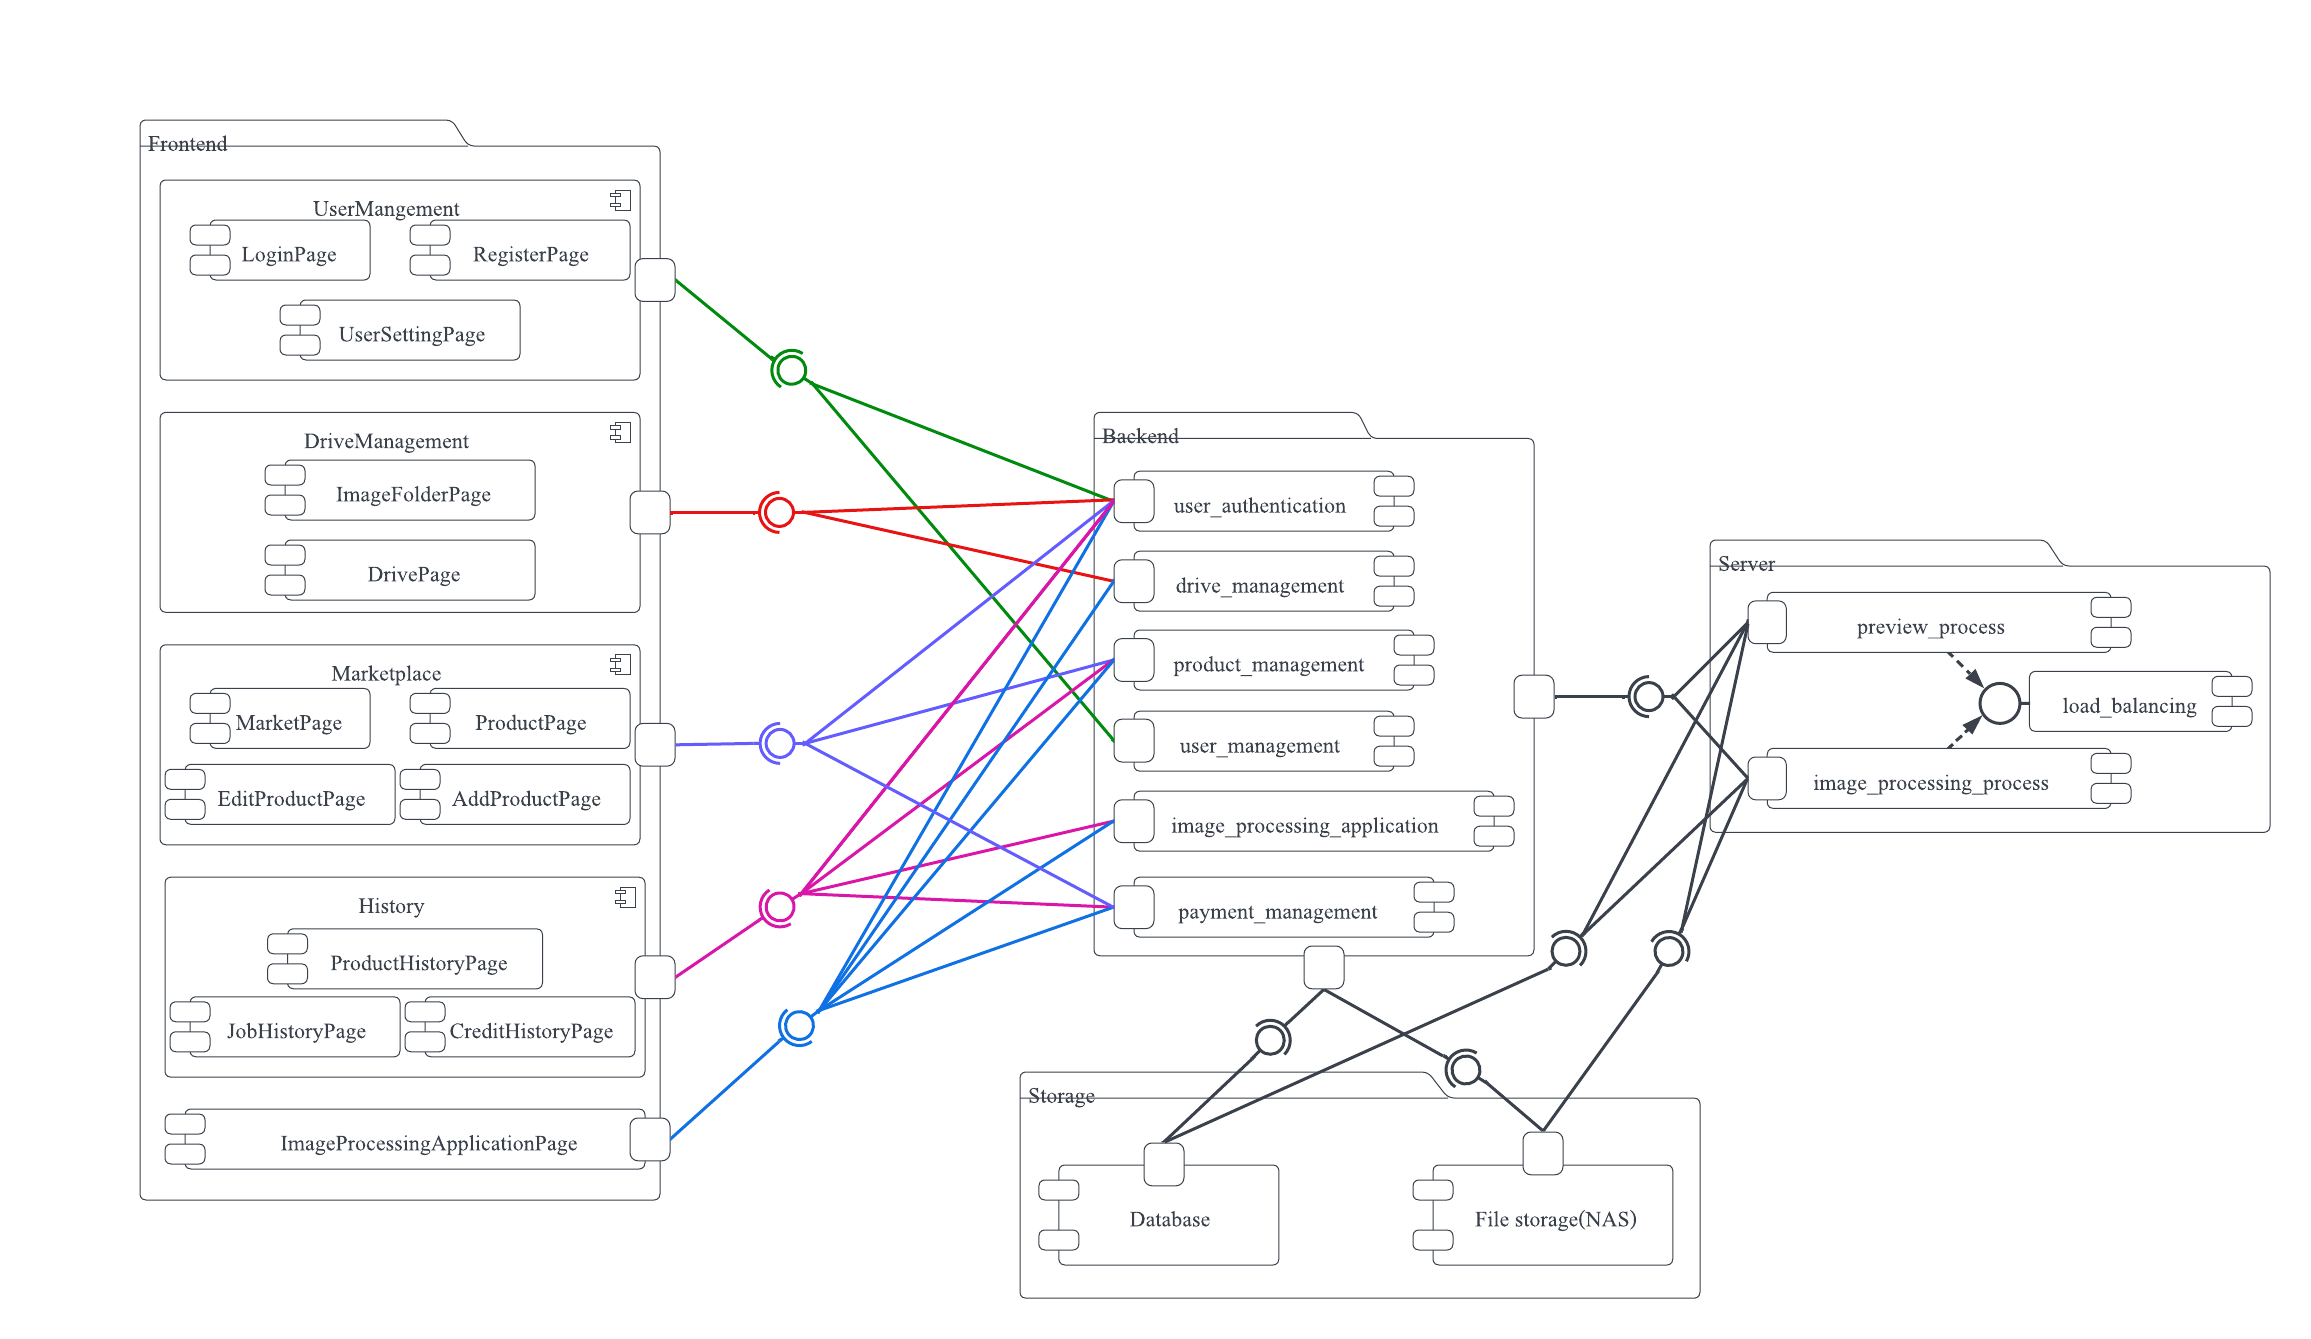 Frontend
UserMangement
LoginPage
RegisterPage
UserSettingPage
DriveManagement
ImageFolderPage
DrivePage
Marketplace
MarketPage
ProductPage
EditProductPage
AddProductPage
History
ProductHistoryPage
JobHistoryPage
CreditHistoryPage
ImageProcessingApplicationPage
Backend
user_authentication
drive_management
product_management
user_management
image_processing_application
payment_management
Server
preview_process
load_balancing
image_processing_process
Storage
Database
File storage(NAS)